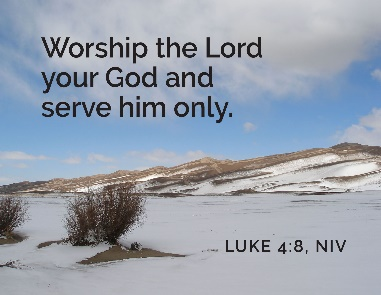 Worship the Lord
your God and
serve him only.
LUKE 4:8, NIV